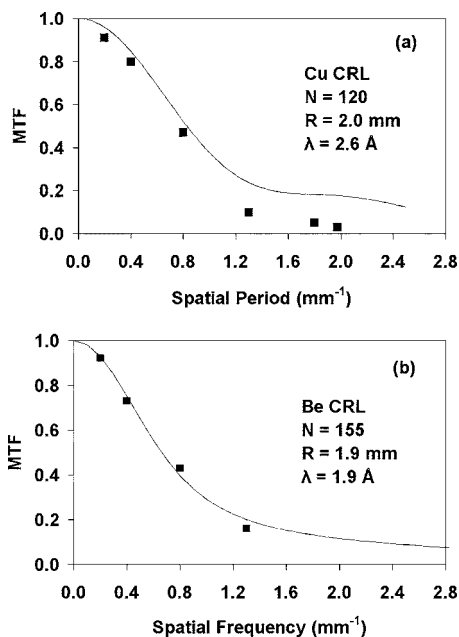 (a)
Cu CRL
N = 120
R = 2.0 mm
λ = 2.6 Å
MTF
1.0
0.8
0.6
0.4
0.2
0.0
0.0 0.4 0.8 1.2 1.6 2.0 2.4 2.8
Spatial Period (mm⁻¹)
(b)
Be CRL
N = 155
R = 1.9 mm
λ = 1.9 Å
MTF
1.0
0.8
0.6
0.4
0.2
0.0
0.0 0.4 0.8 1.2 1.6 2.0 2.4 2.8
Spatial Frequency (mm⁻¹)